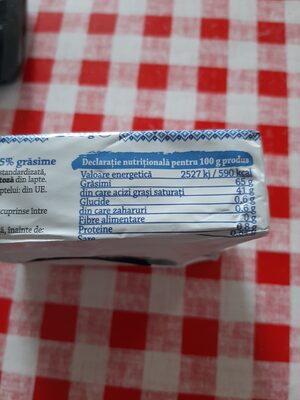 5% grăsime
standardizată,
toză din lapte.
ptelui: din UE.
cuprinse între
ă, înainte de:
Declarație nutrițională pentru 100 g produs
Valoare energetică 2527 kj / 590 kcal
Grăsimi 65 g
din care acizi grași saturați 41 g
Glucide 0,6 g
din care zaharuri 0,6 g
Fibre alimentare 0 g
Proteine 0,8 g
Sare